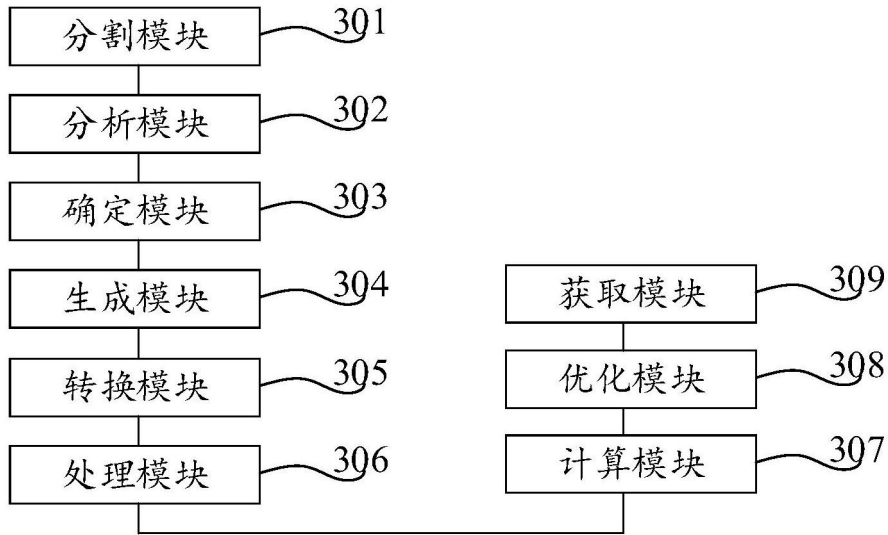 分割模块 301
分析模块 302
确定模块 303
生成模块 304
转换模块 305
处理模块 306
获取模块 309
优化模块 308
计算模块 307